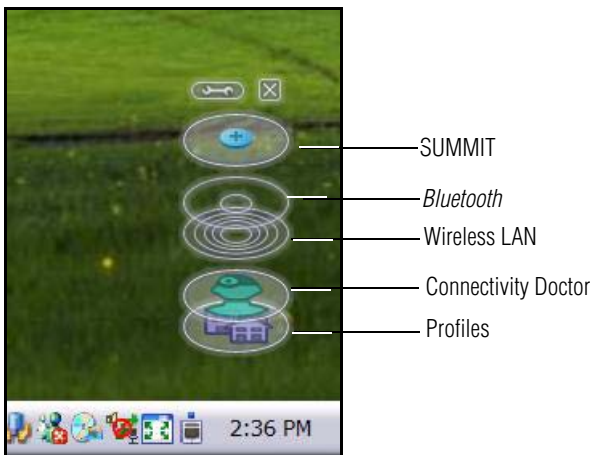 SUMMIT
Bluetooth
Wireless LAN
Connectivity Doctor
Profiles
2:36 PM